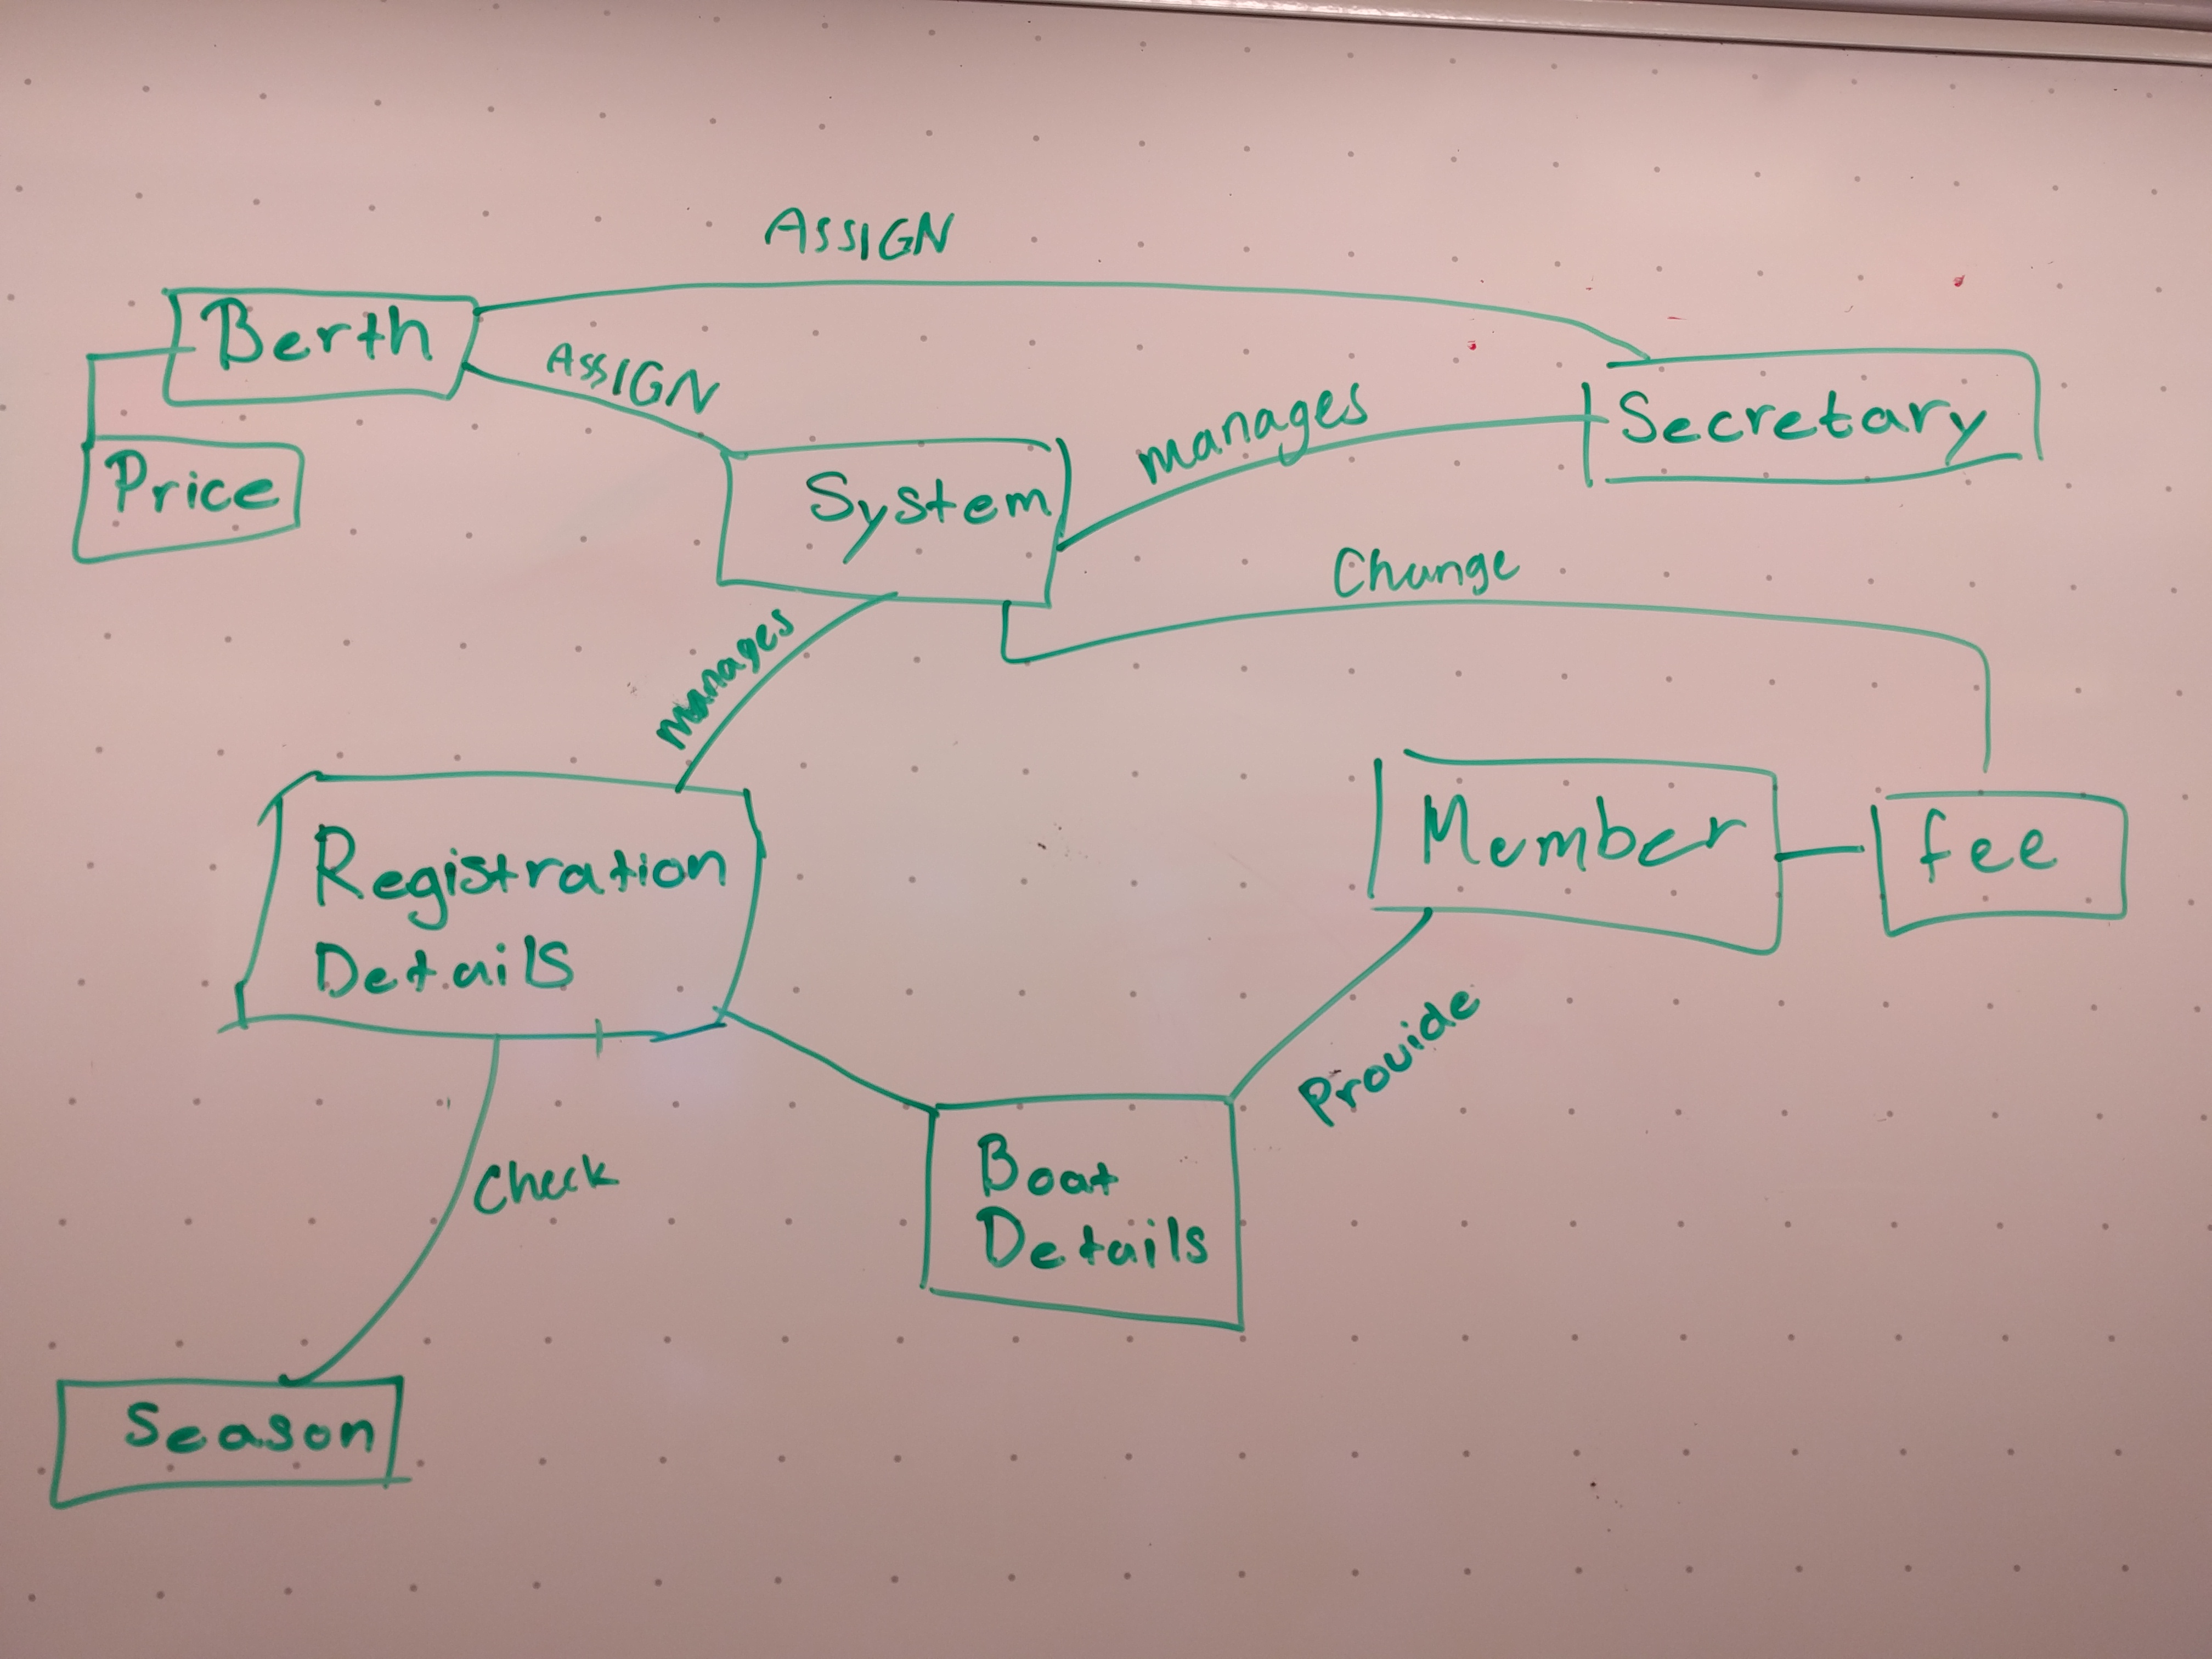 ASSIGN
Berth
ASSIGN
Price
System
manages
Secretary
Change
manages
Registration
Details
Member
fee
Provide
Check
Boat
Details
Season